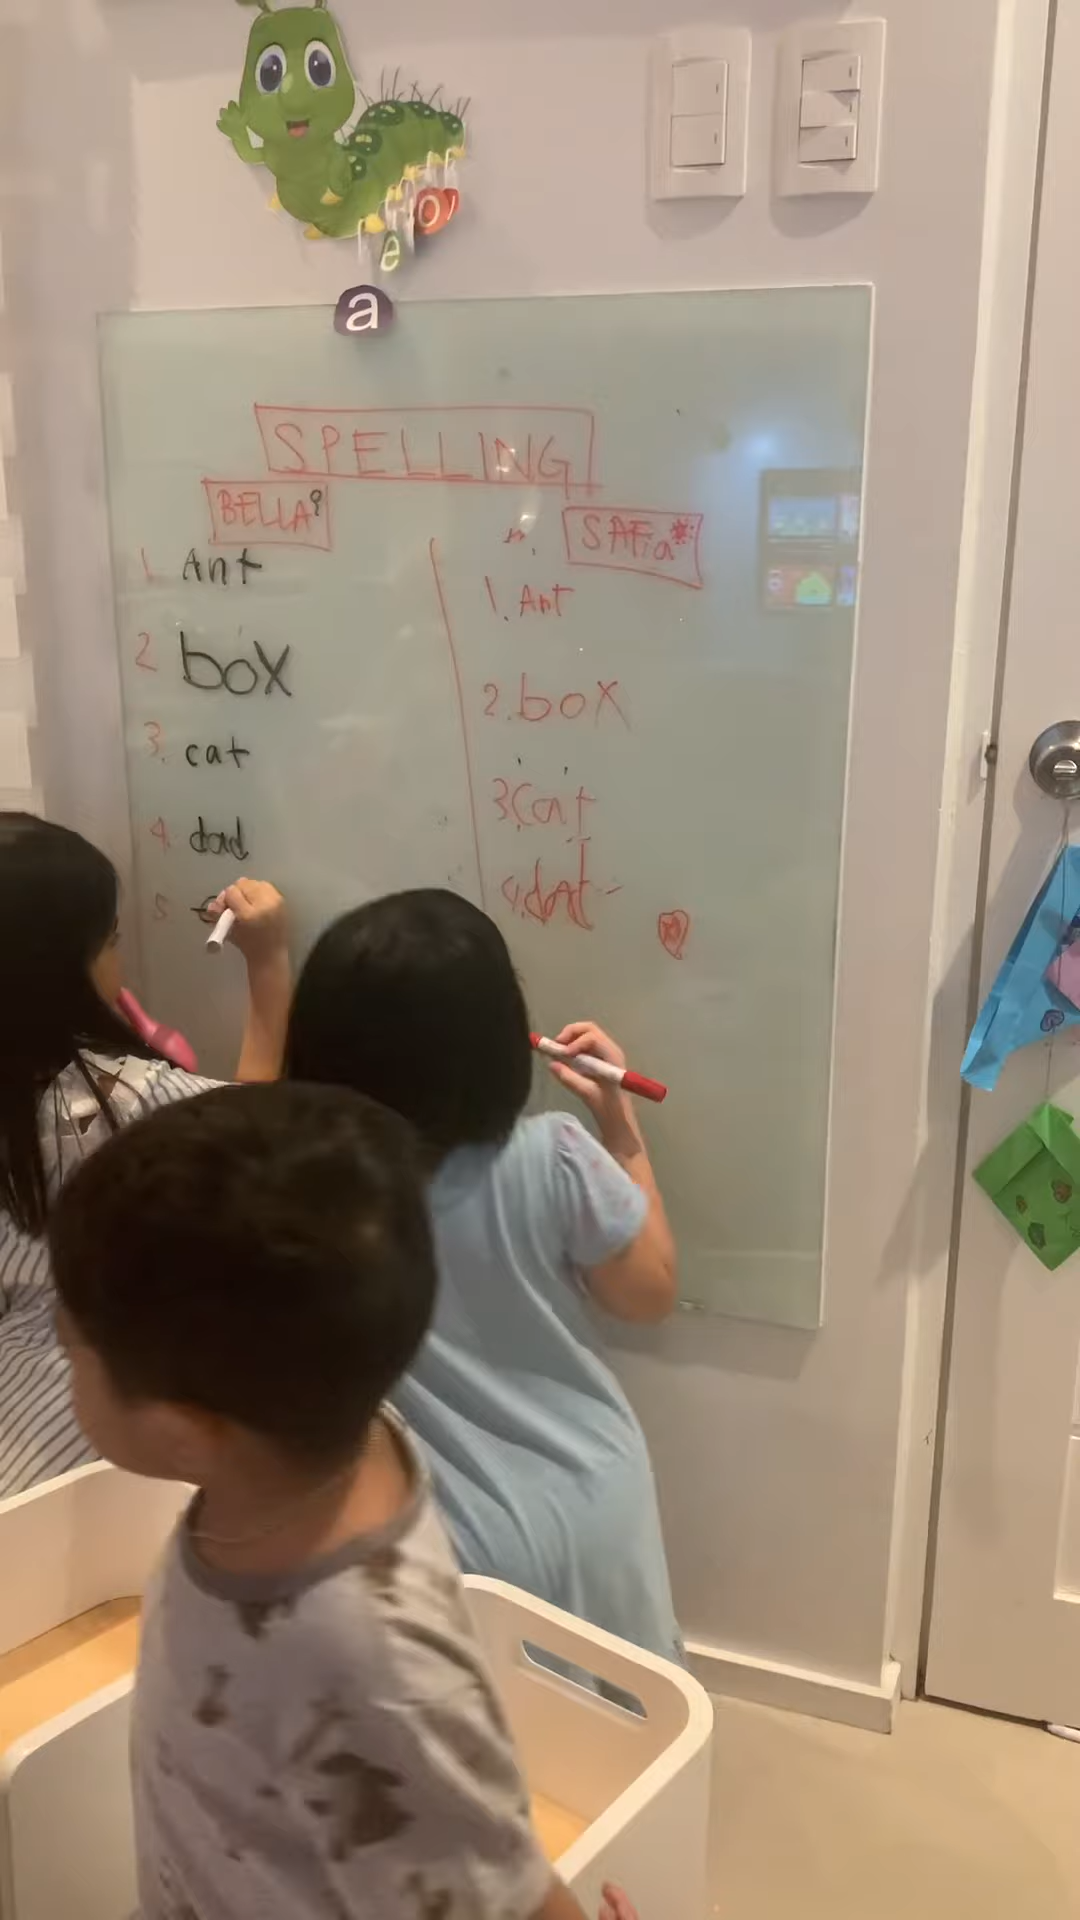 e
o
a
SPELLING
BELLA
1. Ant
2 box
3. cat
4. dad
5
SAFia
1. Ant
2. box
3. Cat
4. dad